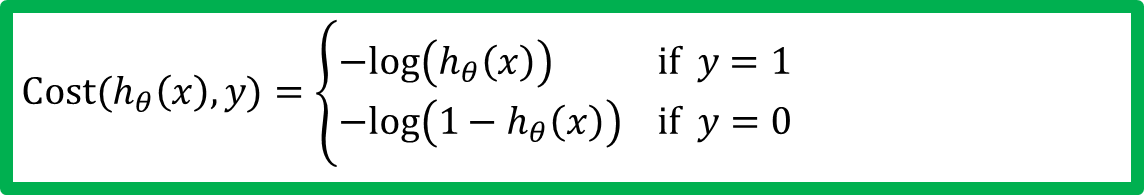 Cost(ℎ𝜃(𝑥), 𝑦) = { −log(ℎ𝜃(𝑥)) if 𝑦 = 1
−log(1 − ℎ𝜃(𝑥)) if 𝑦 = 0